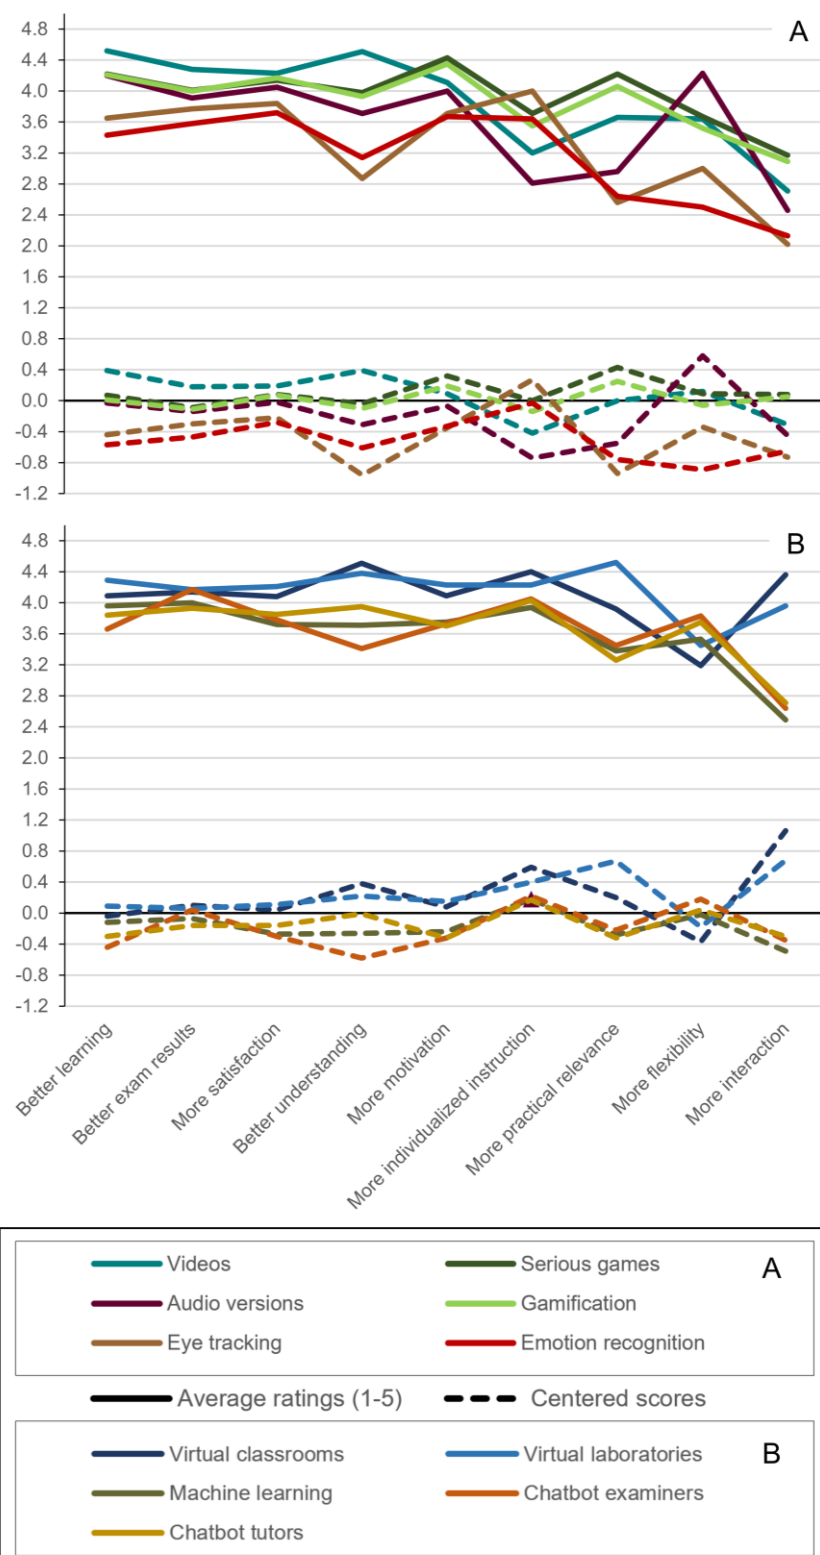 A
4.8
4.4
4.0
3.6
3.2
2.8
2.4
2.0
1.6
1.2
0.8
0.4
0.0
-0.4
-0.8
-1.2
B
4.8
4.4
4.0
3.6
3.2
2.8
2.4
2.0
1.6
1.2
0.8
0.4
0.0
-0.4
-0.8
-1.2
Better learning
Better exam results
More satisfaction
Better understanding
More motivation
More individualized instruction
More practical relevance
More flexibility
More interaction
Videos Serious games A
Audio versions Gamification
Eye tracking Emotion recognition
Average ratings (1-5) Centered scores
Virtual classrooms Virtual laboratories B
Machine learning Chatbot examiners
Chatbot tutors